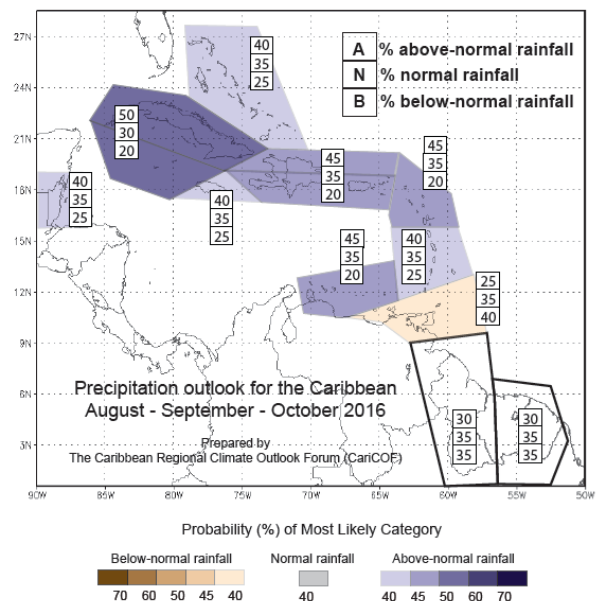 27N
24N
21N
18N
15N
12N
9N
6N
3N
A % above-normal rainfall
N % normal rainfall
B % below-normal rainfall
40
35
25
50
30
20
45
35
20
45
35
20
40
35
25
40
35
25
45
35
20
40
35
25
25
35
40
30
35
35
30
35
35
Precipitation outlook for the Caribbean
August - September - October 2016
Prepared by
The Caribbean Regional Climate Outlook Forum (CariCOF)
90W 85W 80W 75W 70W 65W 60W 55W 50W
Probability (%) of Most Likely Category
Below-normal rainfall Normal rainfall Above-normal rainfall
70 60 50 45 40 40 40 45 50 60 70